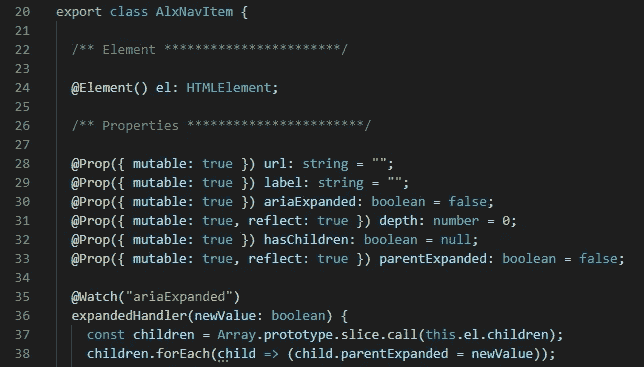 20 export class AlxNavItem {
21
22 /** Element ***********************/
23
24 @Element() el: HTMLElement;
25
26 /** Properties ***********************/
27
28 @Prop({ mutable: true }) url: string = "";
29 @Prop({ mutable: true }) label: string = "";
30 @Prop({ mutable: true }) ariaExpanded: boolean = false;
31 @Prop({ mutable: true, reflect: true }) depth: number = 0;
32 @Prop({ mutable: true }) hasChildren: boolean = null;
33 @Prop({ mutable: true, reflect: true }) parentExpanded: boolean = false;
34
35 @Watch("ariaExpanded")
36 expandedHandler(newValue: boolean) {
37 const children = Array.prototype.slice.call(this.el.children);
38 children.forEach(child => (child.parentExpanded = newValue));